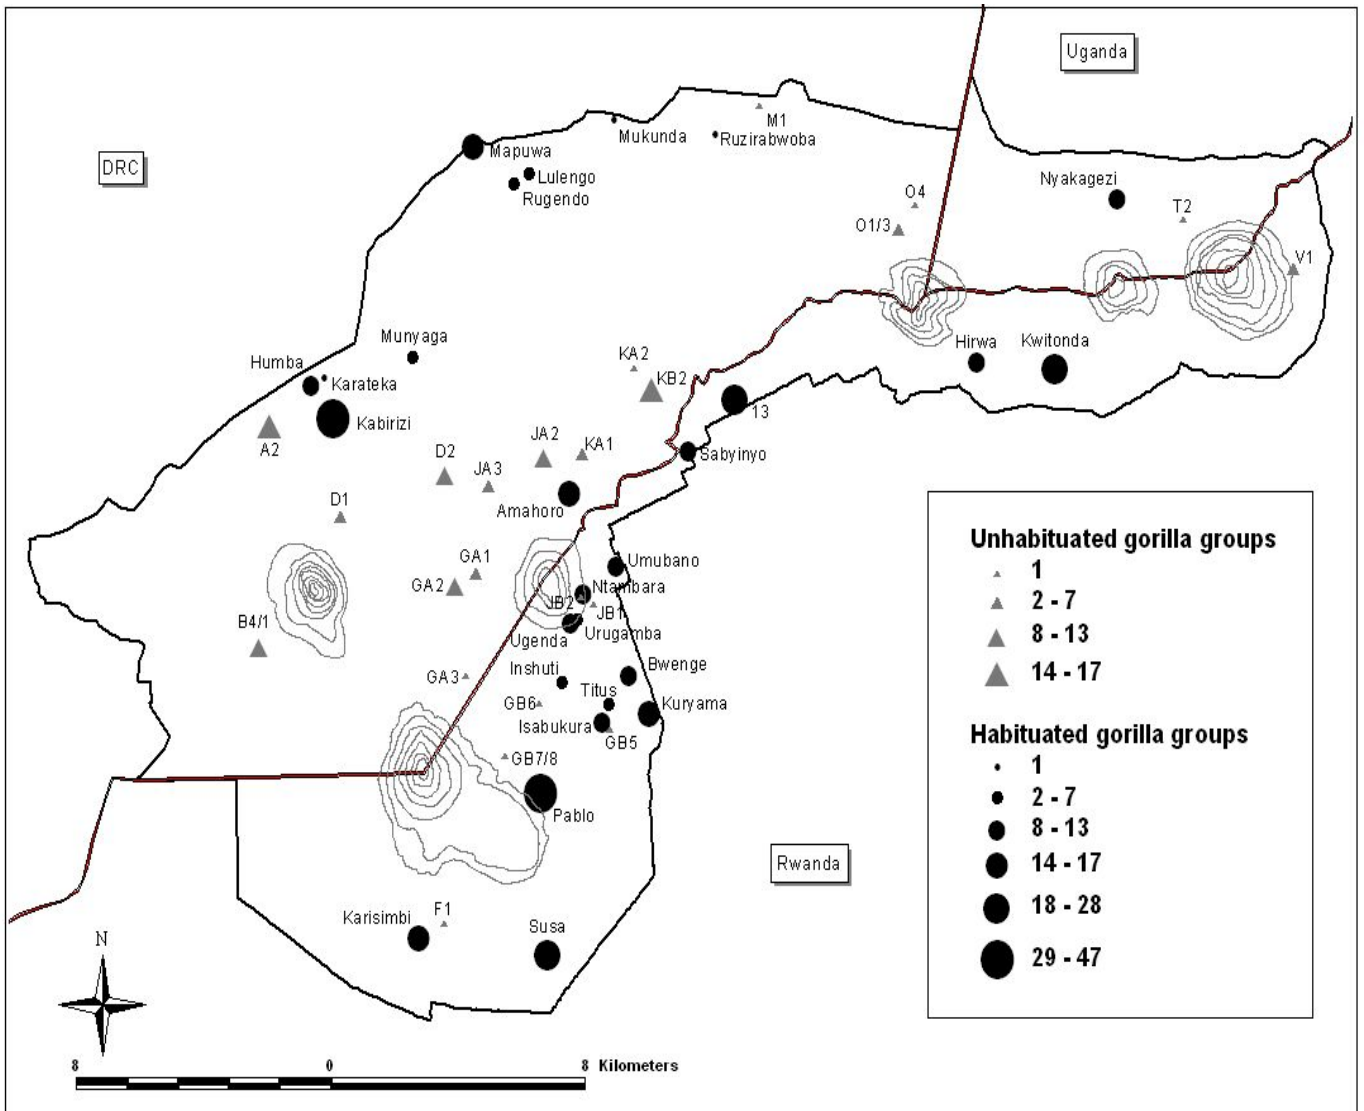 Uganda
DRC
M1
Mukunda
Ruzirabwoba
Mapuwa
Lulengo
Rugendo
Nyakagezi
O4
T2
O1/3
V1
Munyaga
Humba
Karateka
Kabirizi
A2
KA2
KB2
Hirwa
Kwitonda
13
Sabyinyo
JA2
KA1
D2
JA3
D1
Amahoro
GA1
GA2
Umubano
Ntambara
JB2
JB1
Ugenda
Urugamba
B4/1
GA3
Inshuti
Bwenge
GB6
Titus
Kuryama
Isabukura
GB5
GB7/8
Pablo
Rwanda
Karisimbi
F1
Susa
Unhabituated gorilla groups
1
2 - 7
8 - 13
14 - 17
Habituated gorilla groups
1
2 - 7
8 - 13
14 - 17
18 - 28
29 - 47
N
8 0 8 Kilometers